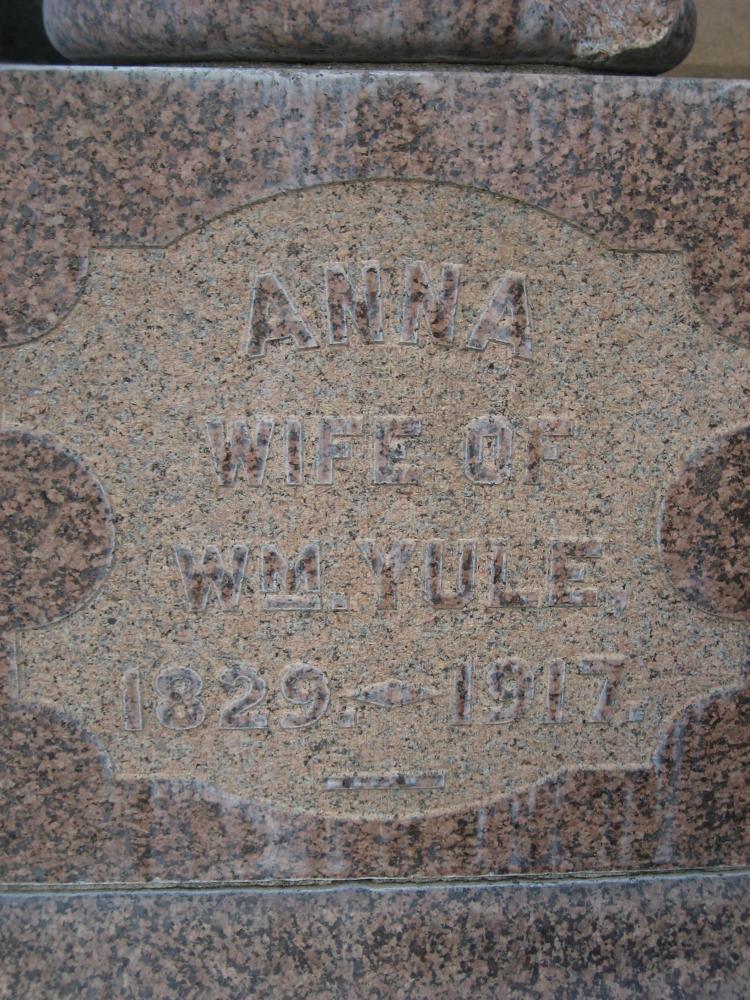 ANNA
WIFE OF
WM. YULE.
1829. 1917.